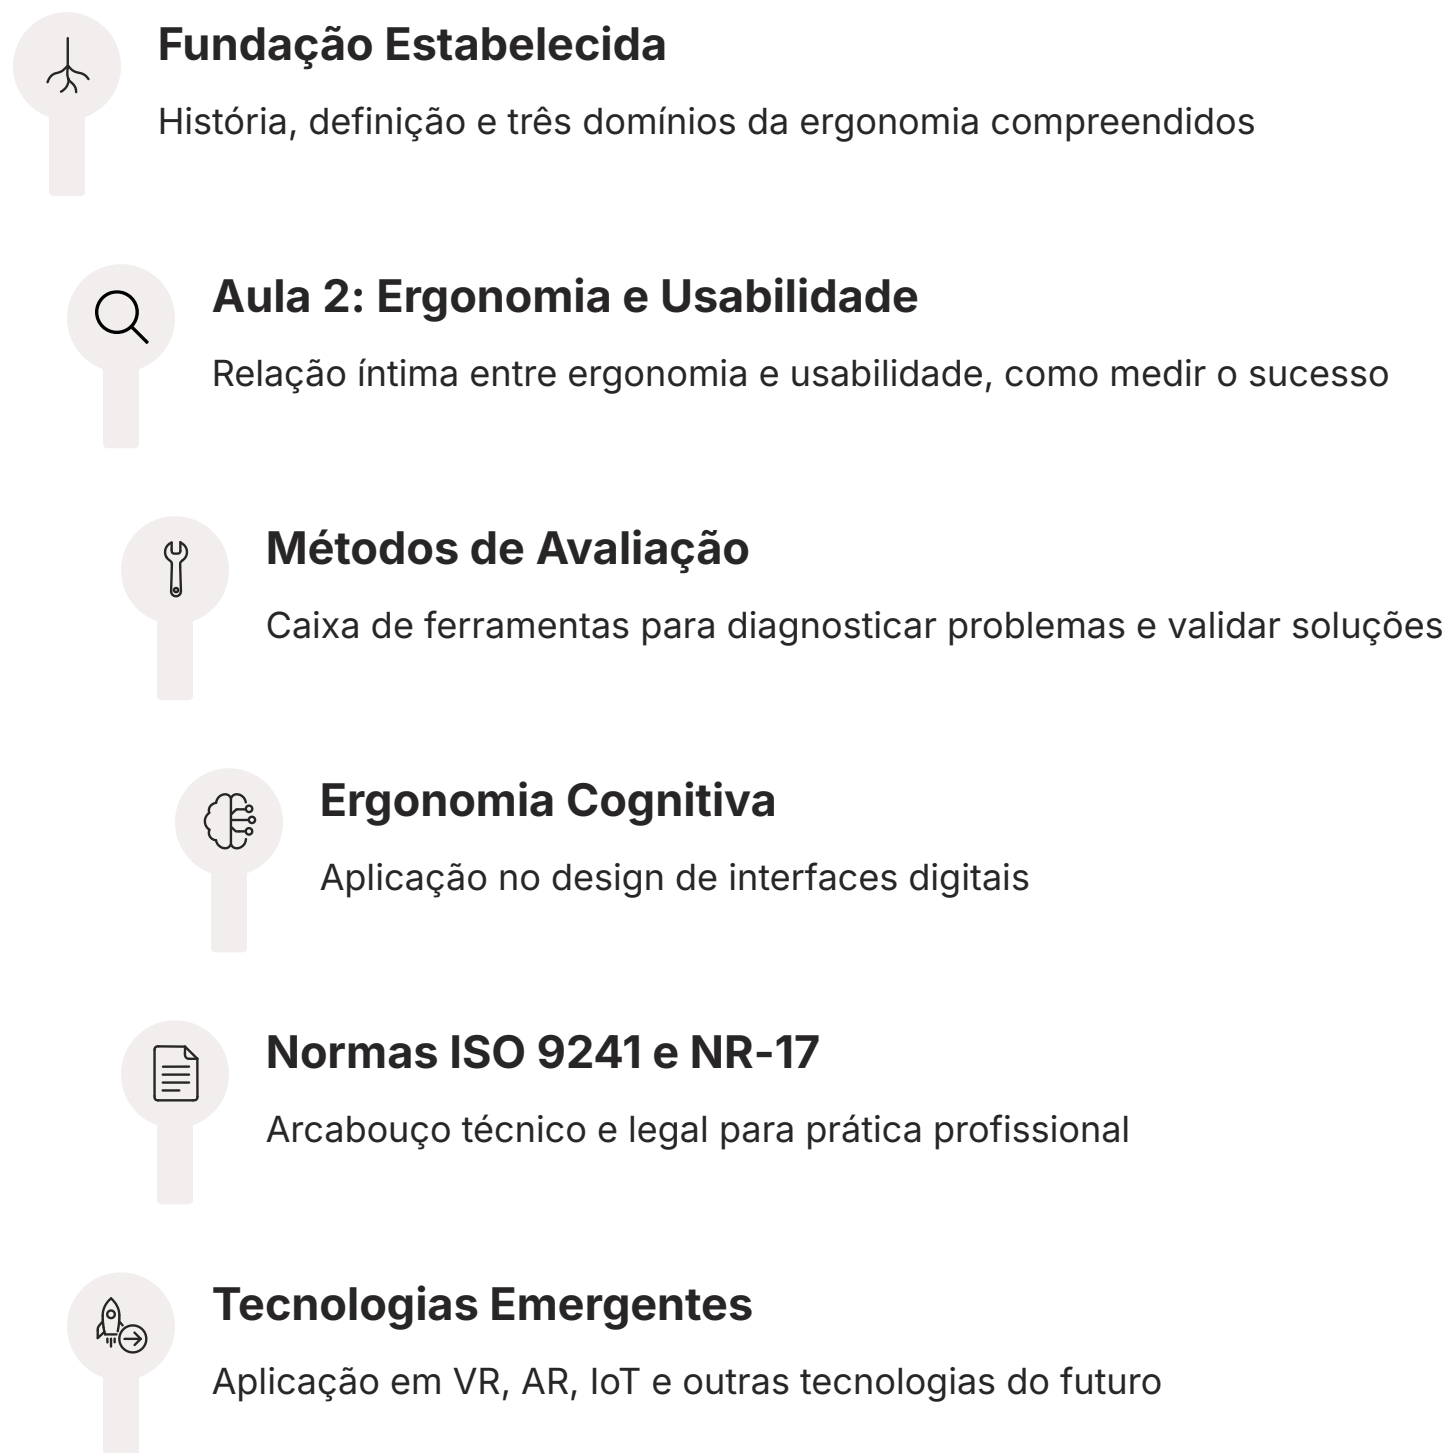 Fundação Estabelecida
História, definição e três domínios da ergonomia compreendidos
Aula 2: Ergonomia e Usabilidade
Relação íntima entre ergonomia e usabilidade, como medir o sucesso
Métodos de Avaliação
Caixa de ferramentas para diagnosticar problemas e validar soluções
Ergonomia Cognitiva
Aplicação no design de interfaces digitais
Normas ISO 9241 e NR-17
Arcabouço técnico e legal para prática profissional
Tecnologias Emergentes
Aplicação em VR, AR, IoT e outras tecnologias do futuro